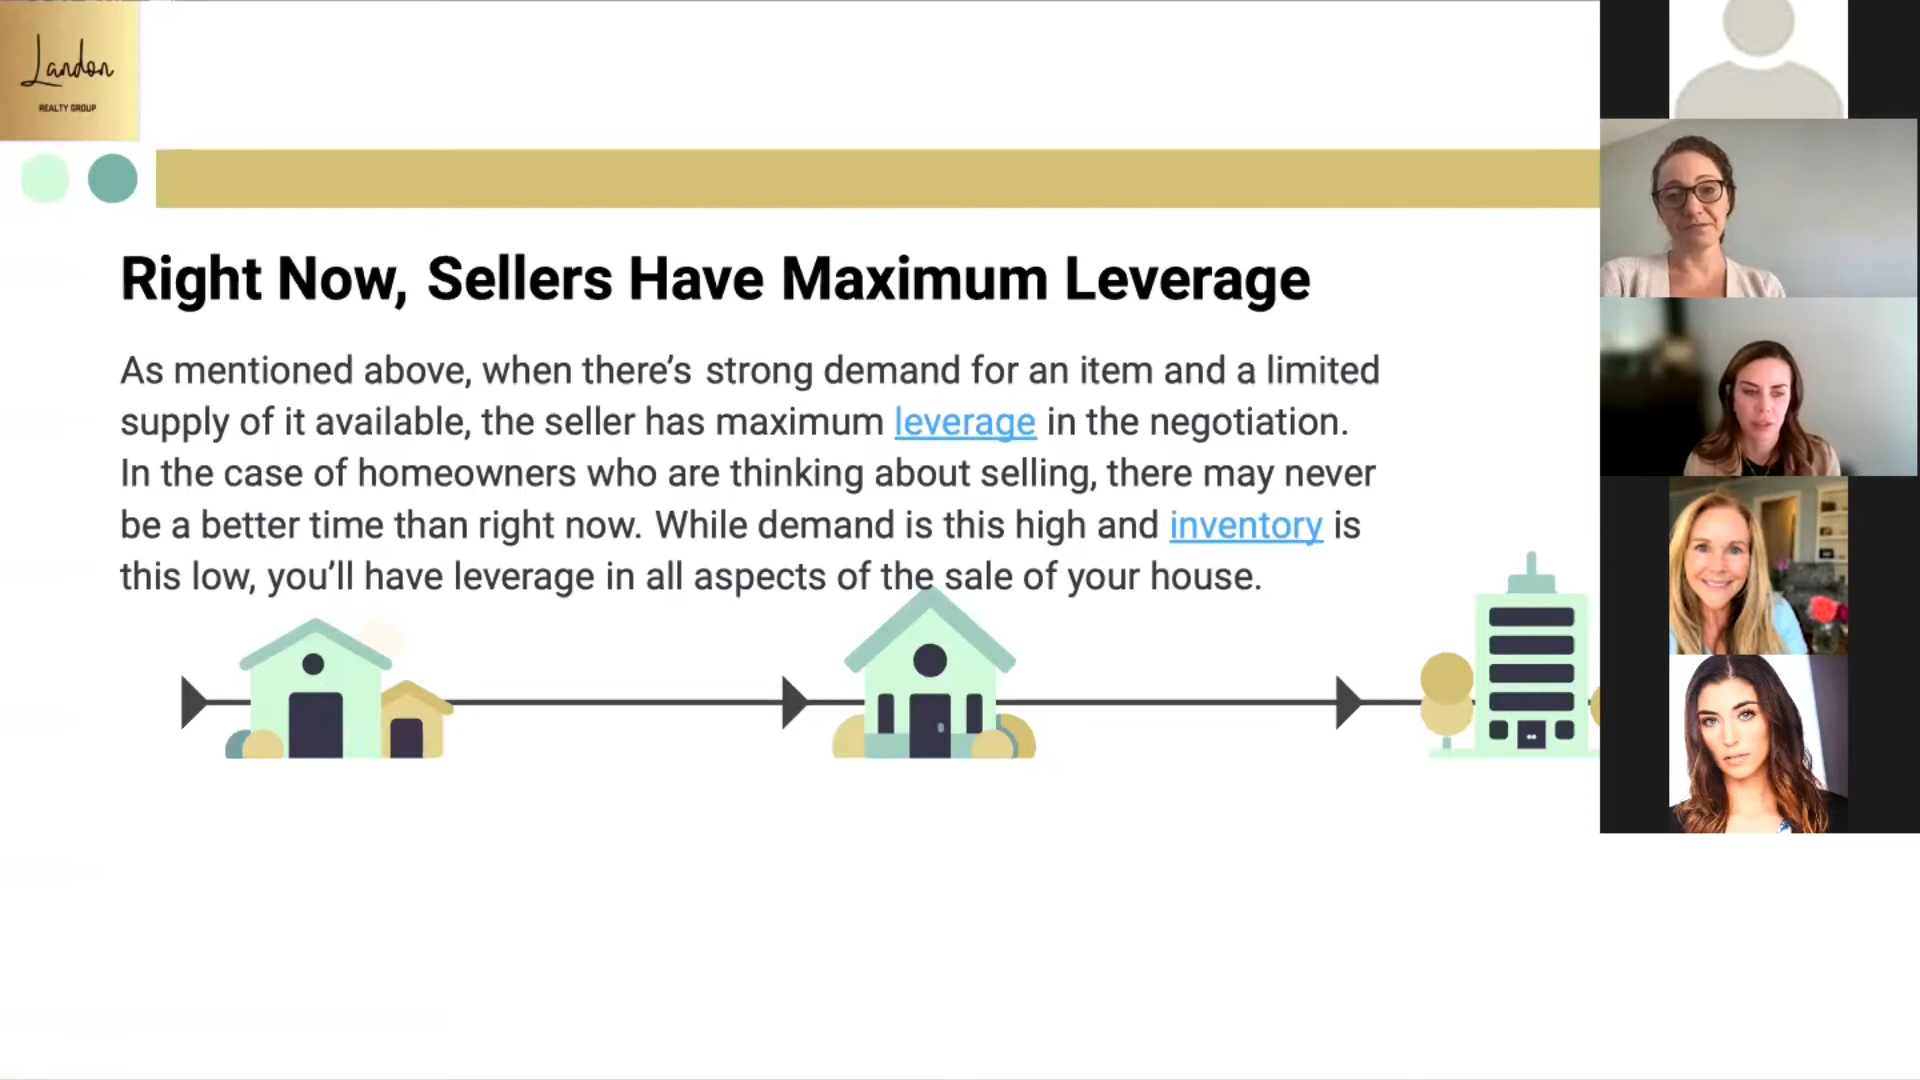 Landon
REALTY GROUP
Right Now, Sellers Have Maximum Leverage
As mentioned above, when there’s strong demand for an item and a limited
supply of it available, the seller has maximum leverage in the negotiation.
In the case of homeowners who are thinking about selling, there may never
be a better time than right now. While demand is this high and inventory is
this low, you’ll have leverage in all aspects of the sale of your house.